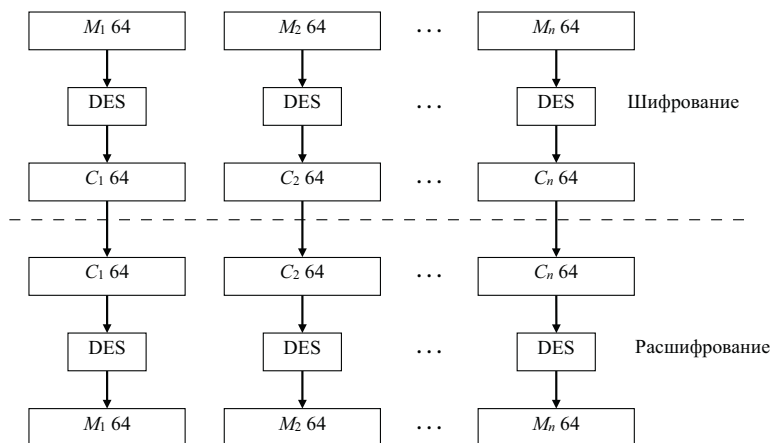 M₁ 64 M₂ 64 ... Mₙ 64
DES DES ... DES Шифрование
C₁ 64 C₂ 64 ... Cₙ 64
C₁ 64 C₂ 64 ... Cₙ 64
DES DES ... DES Расшифрование
M₁ 64 M₂ 64 ... Mₙ 64